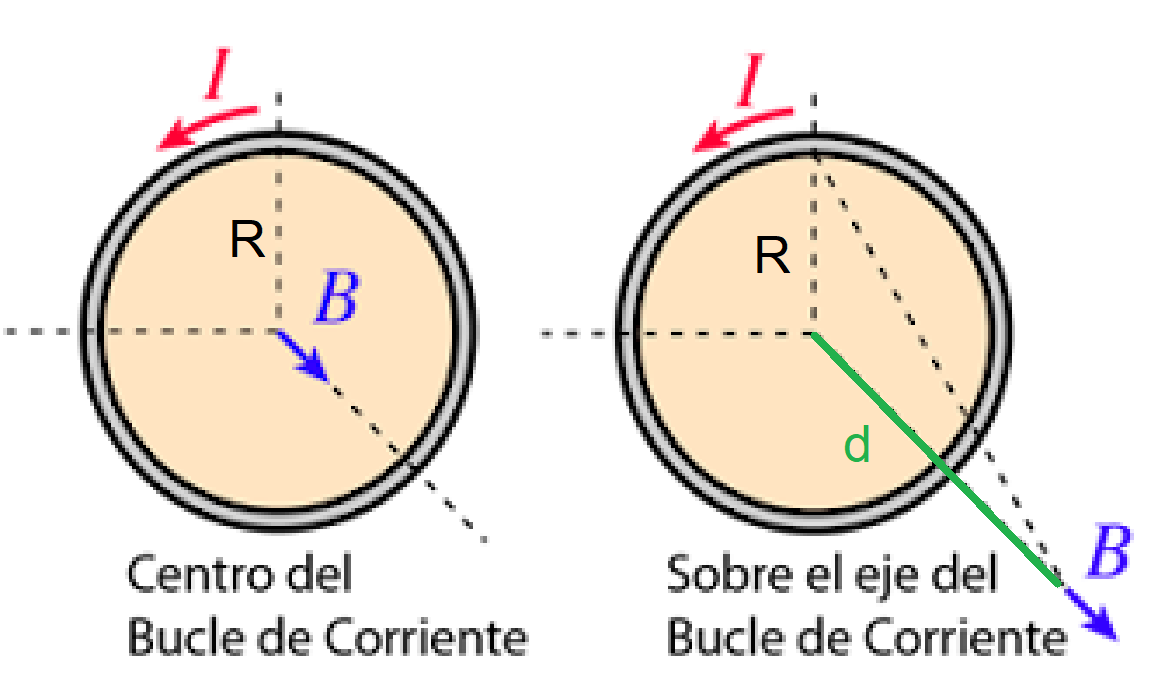 I
R
B
Centro del
Bucle de Corriente
I
R
d
B
Sobre el eje del
Bucle de Corriente